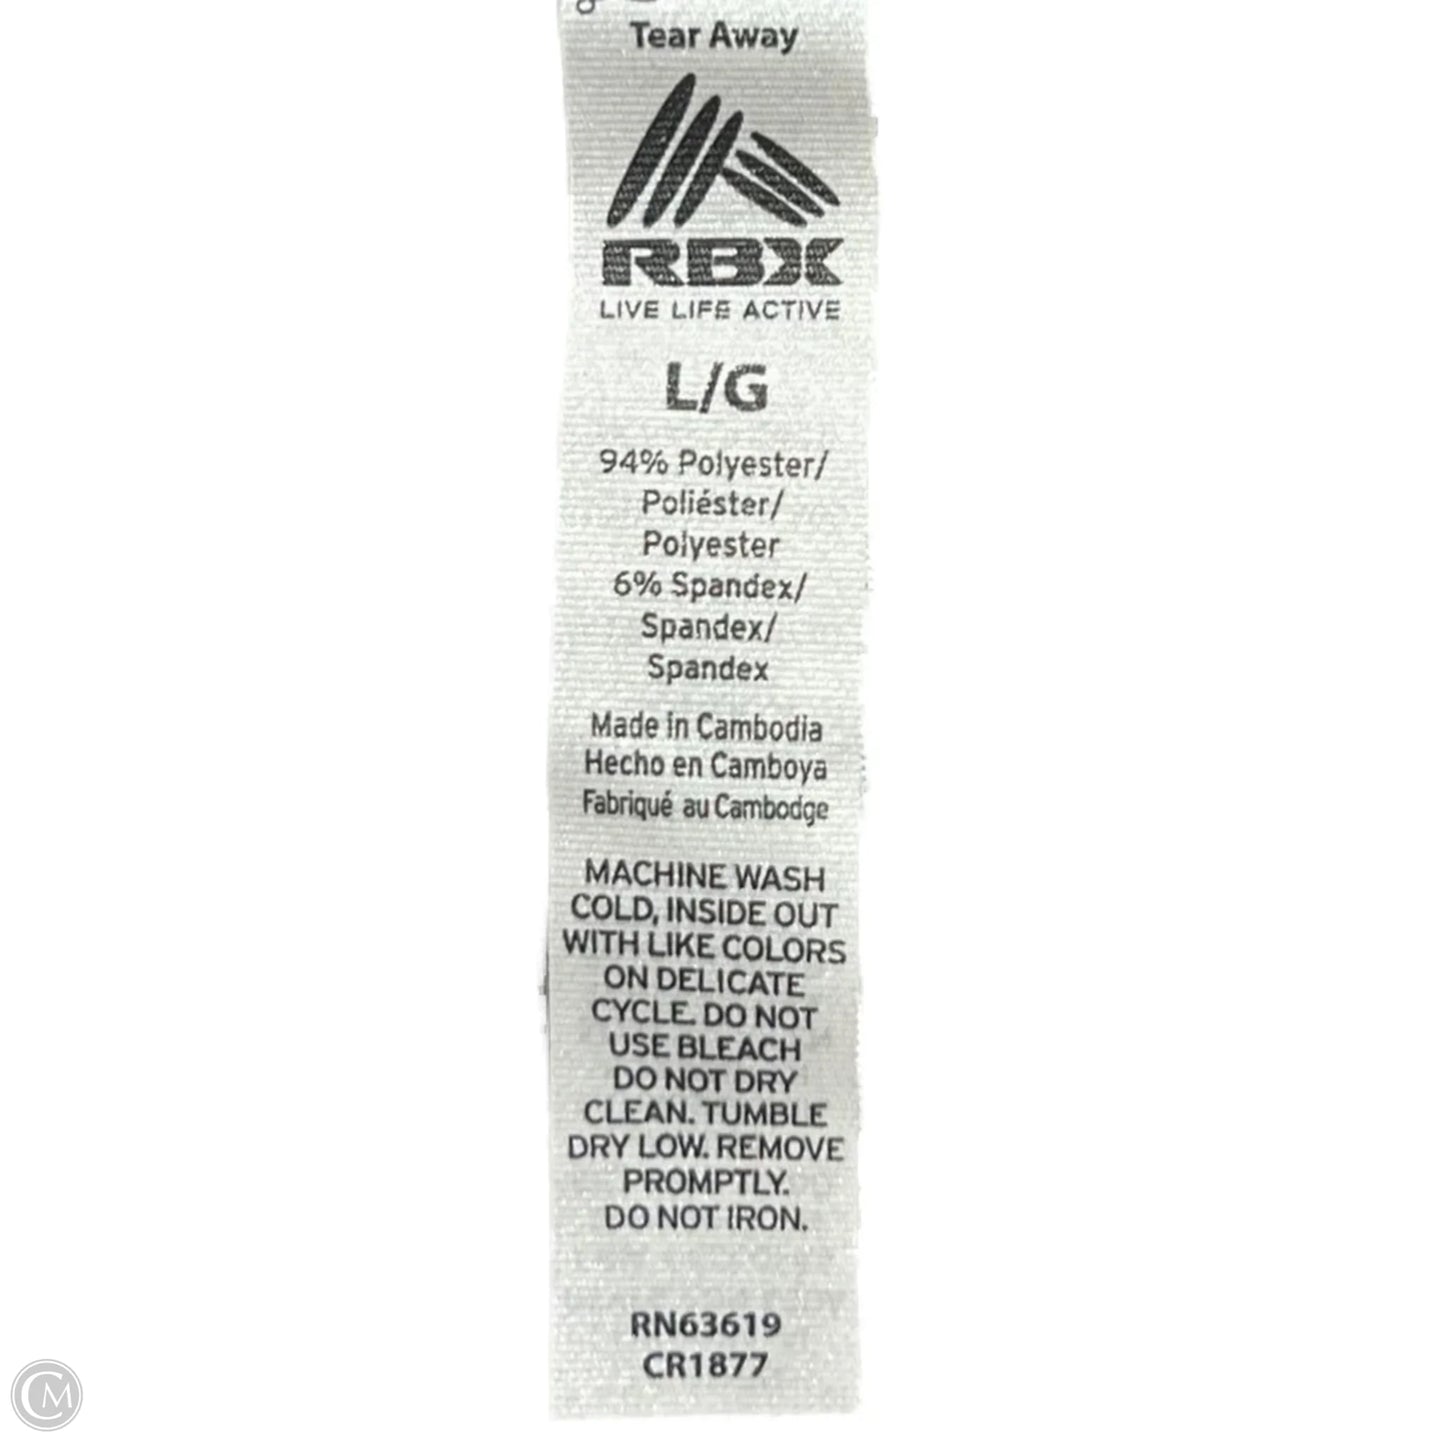 Tear Away
RBX
LIVE LIFE ACTIVE
L/G
94% Polyester/
Poliéster/
Polyester
6% Spandex/
Spandex/
Spandex
Made in Cambodia
Hecho en Camboya
Fabriqué au Cambodge
MACHINE WASH
COLD, INSIDE OUT
WITH LIKE COLORS
ON DELICATE
CYCLE. DO NOT
USE BLEACH
DO NOT DRY
CLEAN. TUMBLE
DRY LOW. REMOVE
PROMPTLY.
DO NOT IRON.
RN63619
CR1877
CM